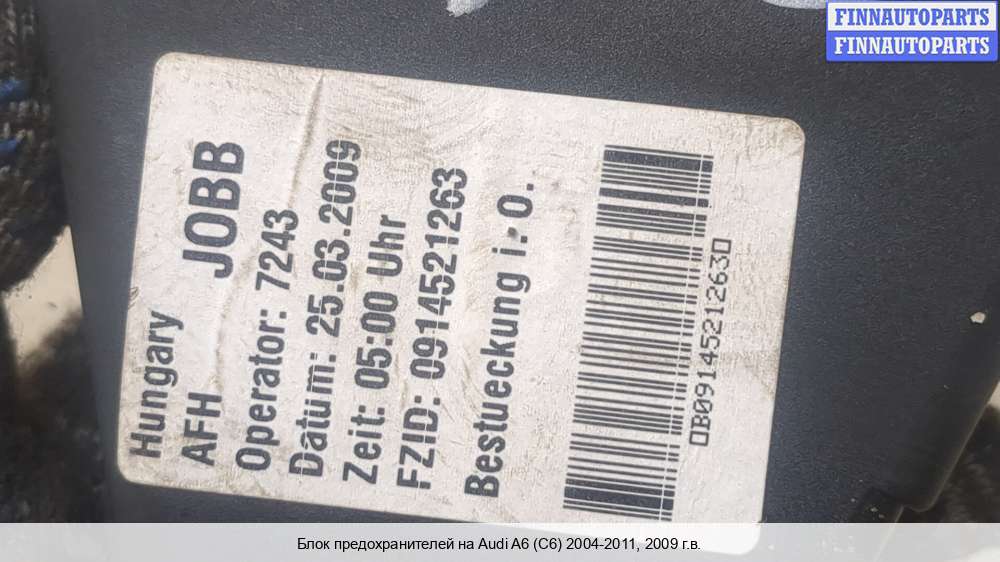 FINNAUTOPARTS
FINNAUTOPARTS
Hungary
AFH JOBB
Operator: 7243
Datum: 25.03.2009
Zeit: 05:00 Uhr
FZID: 0914521263
Bestueckung i. O.
□B0914521263□
Блок предохранителей на Audi A6 (C6) 2004-2011, 2009 г.в.